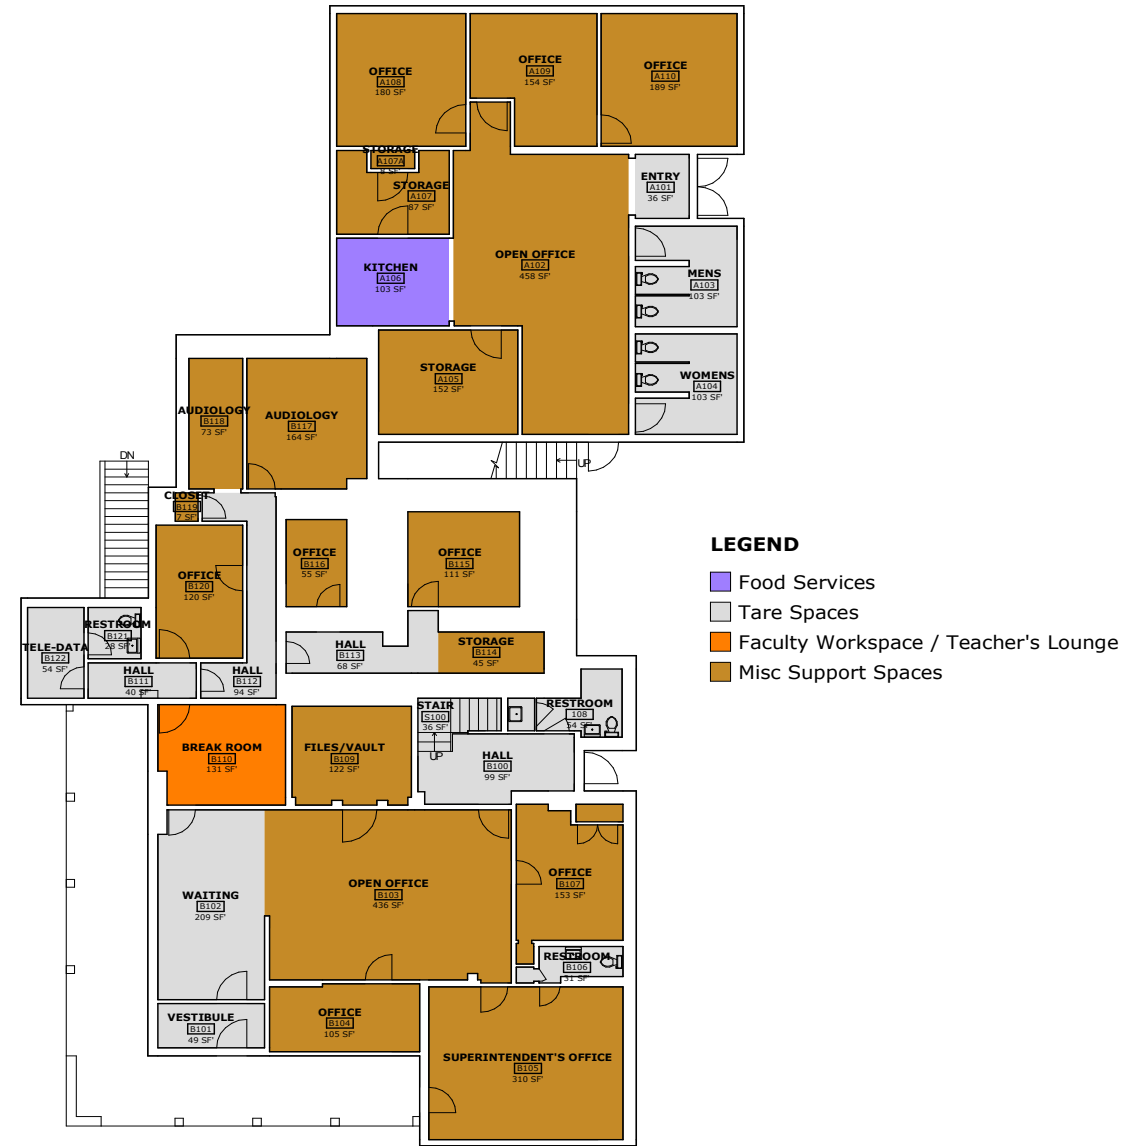 OFFICE
A108
180 SF'
OFFICE
A109
154 SF'
OFFICE
A110
189 SF'
STORAGE
A107A
STORAGE
A107
87 SF'
ENTRY
A101
36 SF'
KITCHEN
A106
103 SF'
OPEN OFFICE
A102
458 SF'
MENS
A103
103 SF'
STORAGE
A105
152 SF'
WOMENS
A104
103 SF'
AUDIOLOGY
B118
73 SF'
AUDIOLOGY
B117
164 SF'
DN
UP
CLOSET
B119
7 SF'
OFFICE
B120
120 SF'
OFFICE
B116
55 SF'
OFFICE
B115
111 SF'
LEGEND
Food Services
Tare Spaces
Faculty Workspace / Teacher's Lounge
Misc Support Spaces
RESTROOM
B121
28 SF'
TELE-DATA
B122
54 SF'
HALL
B111
40 SF'
HALL
B112
94 SF'
HALL
B113
68 SF'
STORAGE
B114
45 SF'
STAIR
S100
36 SF'
UP
RESTROOM
108
54 SF'
BREAK ROOM
B110
131 SF'
FILES/VAULT
B109
122 SF'
HALL
B100
99 SF'
WAITING
B102
209 SF'
OPEN OFFICE
B103
436 SF'
OFFICE
B107
153 SF'
RESTROOM
B106
31 SF'
VESTIBULE
B101
49 SF'
OFFICE
B104
105 SF'
SUPERINTENDENT'S OFFICE
B105
310 SF'